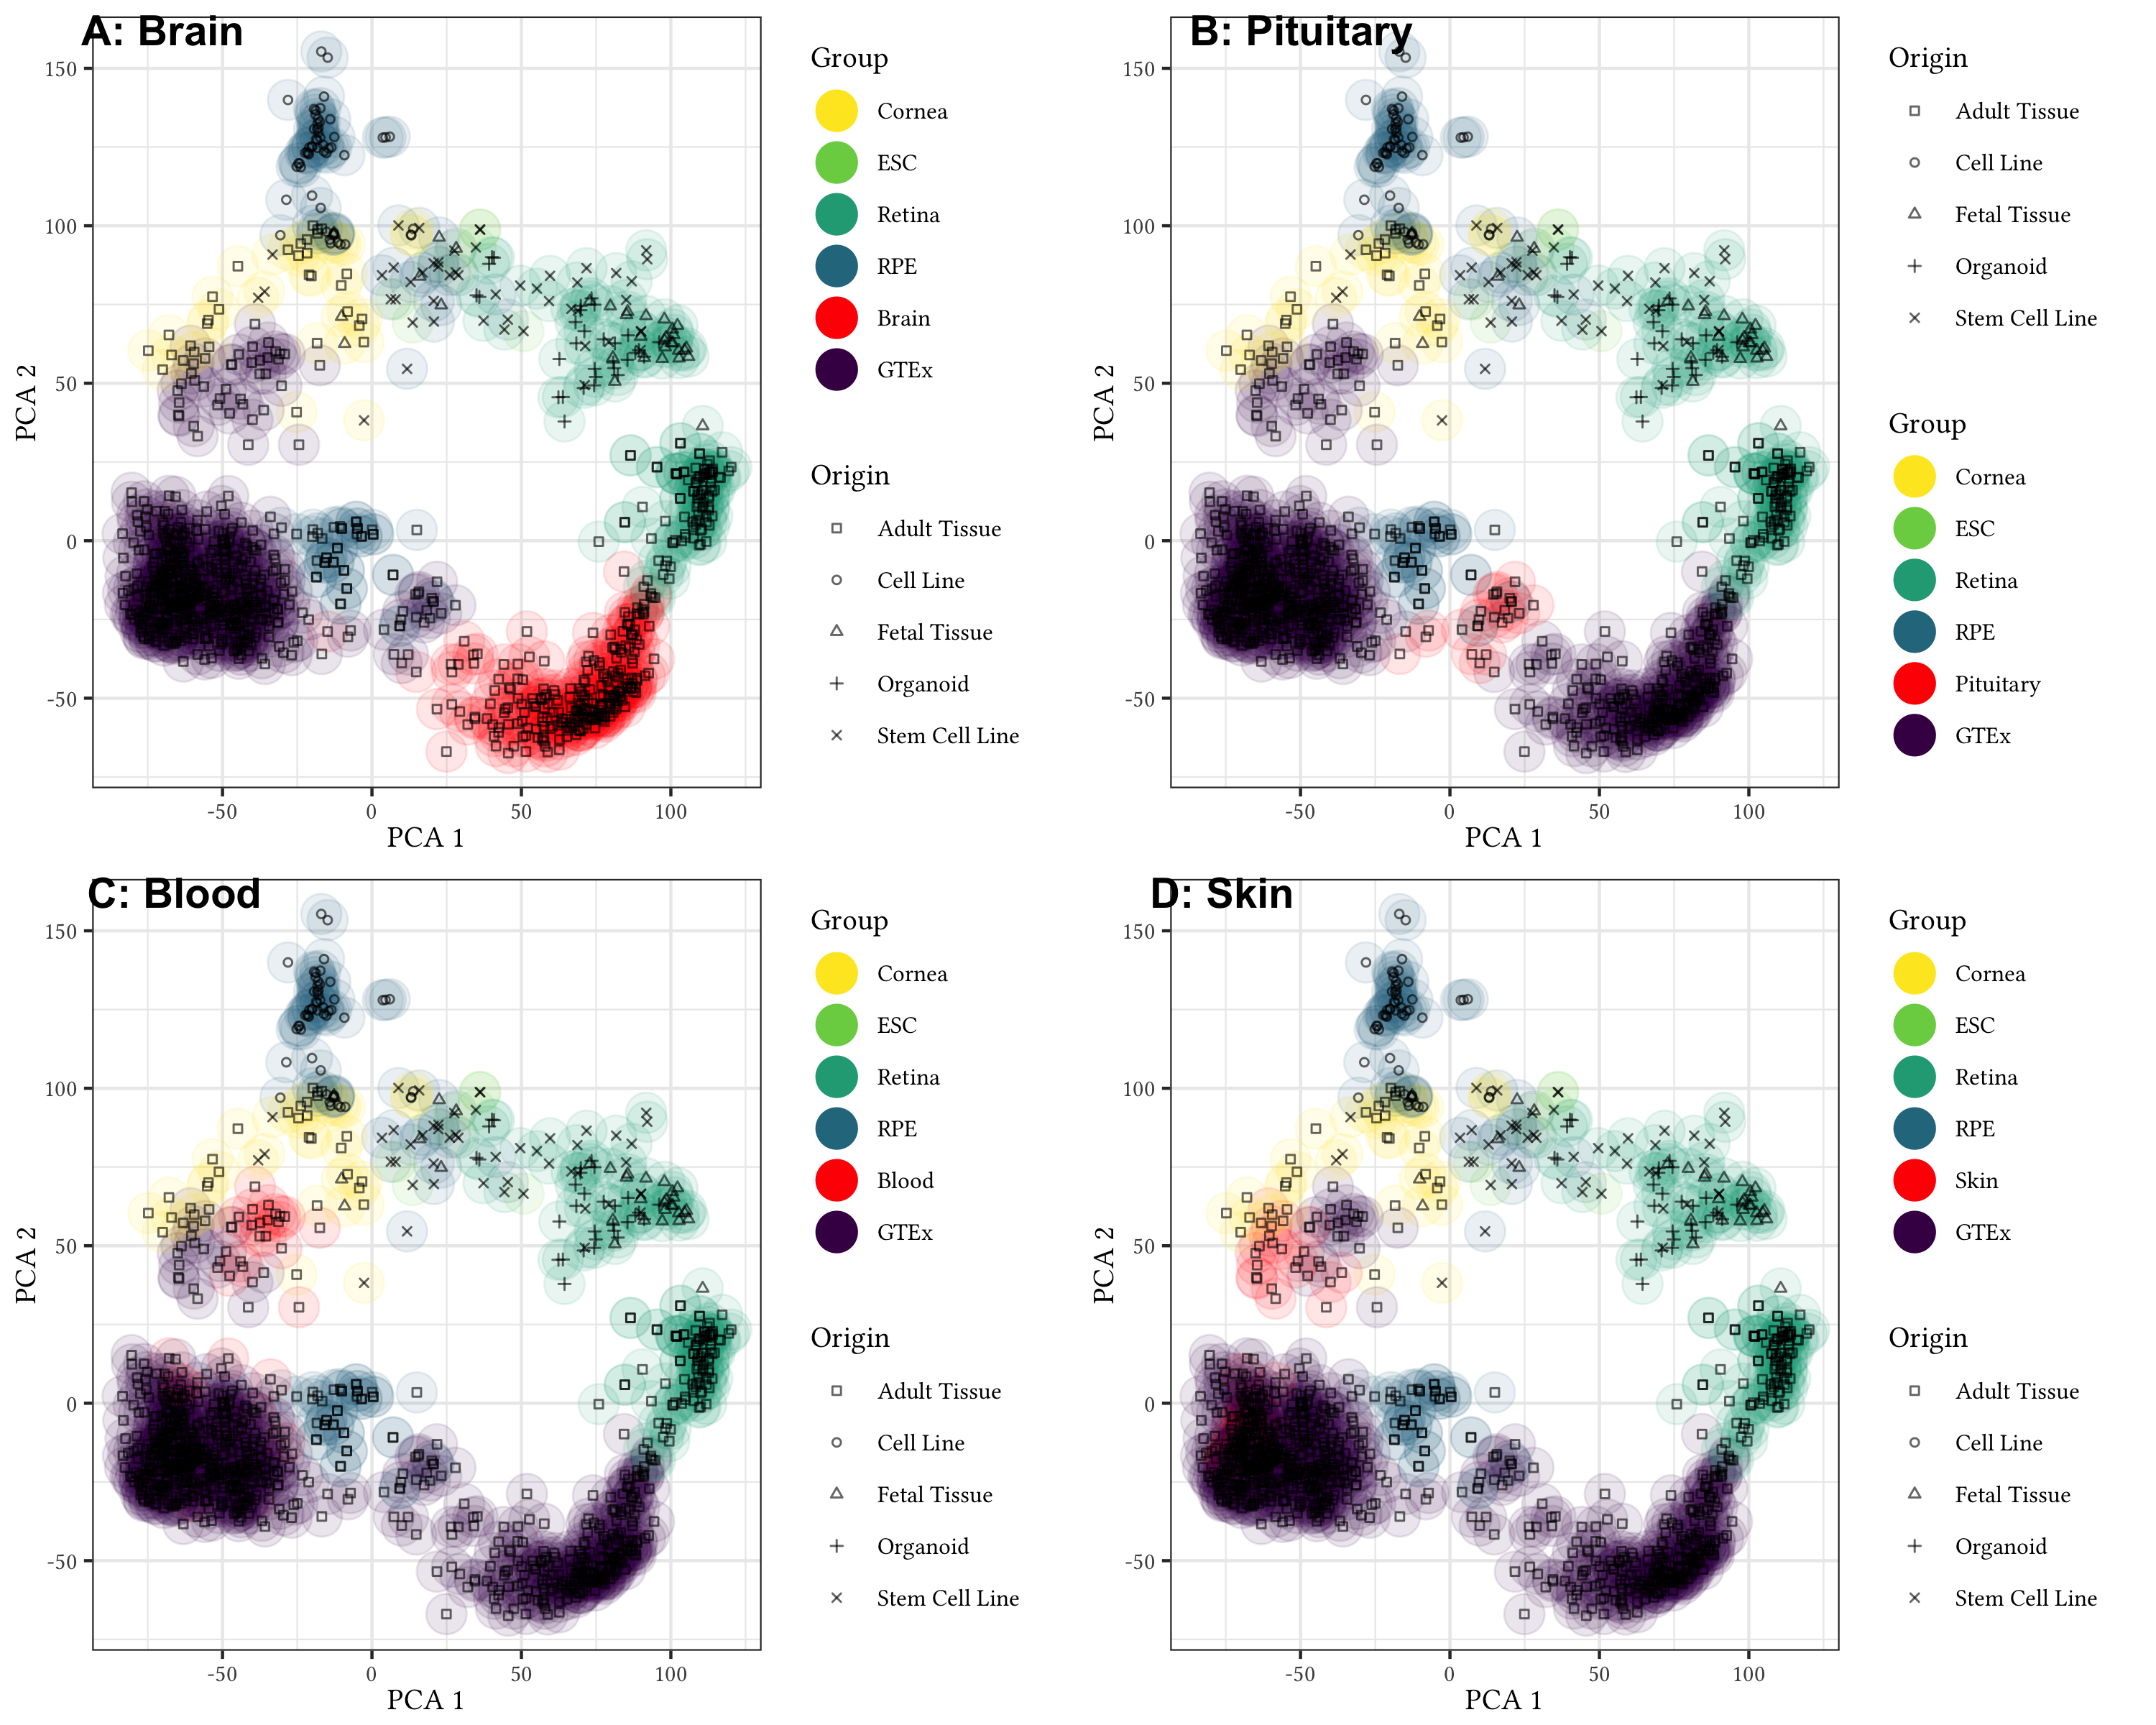 A: Brain
150
100
50
0
-50
-50
0
50
100
PCA 1
PCA 2
Group
Cornea
ESC
Retina
RPE
Brain
GTEx
Origin
Adult Tissue
Cell Line
Fetal Tissue
Organoid
Stem Cell Line
B: Pituitary
150
100
50
0
-50
-50
0
50
100
PCA 1
PCA 2
Origin
Adult Tissue
Cell Line
Fetal Tissue
Organoid
Stem Cell Line
Group
Cornea
ESC
Retina
RPE
Pituitary
GTEx
C: Blood
150
100
50
0
-50
-50
0
50
100
PCA 1
PCA 2
Group
Cornea
ESC
Retina
RPE
Blood
GTEx
Origin
Adult Tissue
Cell Line
Fetal Tissue
Organoid
Stem Cell Line
D: Skin
150
100
50
0
-50
-50
0
50
100
PCA 1
PCA 2
Group
Cornea
ESC
Retina
RPE
Skin
GTEx
Origin
Adult Tissue
Cell Line
Fetal Tissue
Organoid
Stem Cell Line